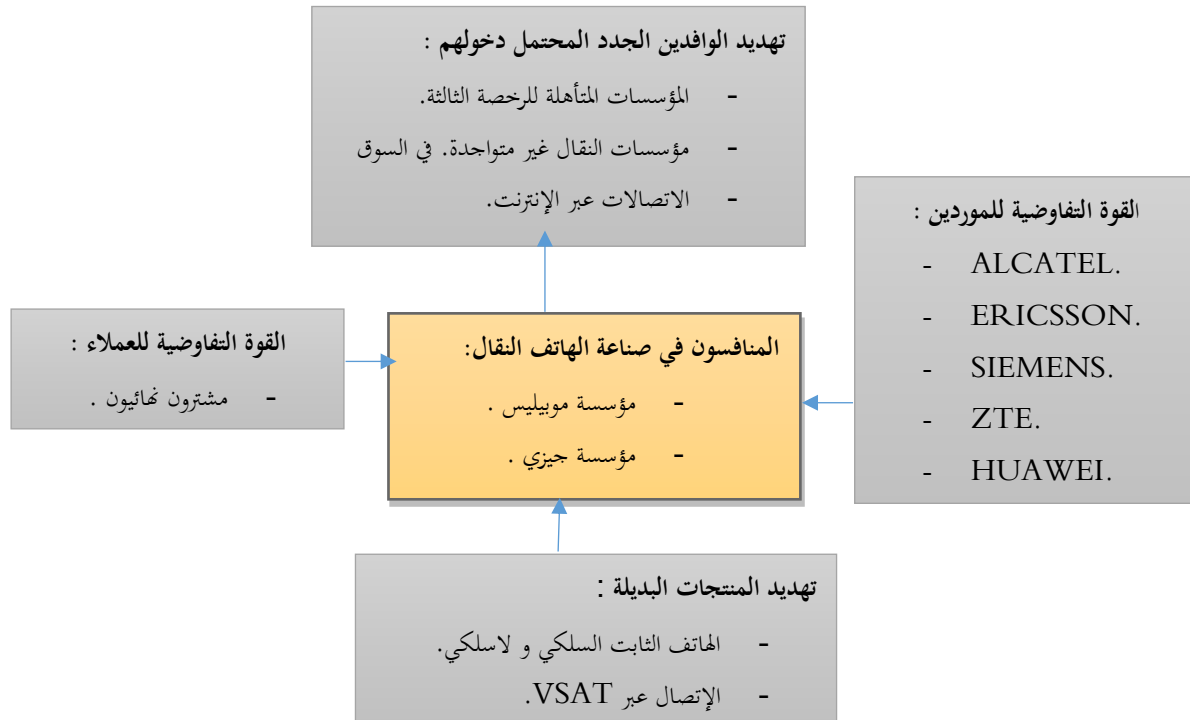 تهديد الوافدين الجدد المحتمل دخولهم :
- المؤسسات المتأهلة للرخصة الثالثة.
- مؤسسات النقال غير متواجدة. في السوق
- الاتصالات عبر الإنترنت.
القوة التفاوضية للموردين :
- ALCATEL.
- ERICSSON.
- SIEMENS.
- ZTE.
- HUAWEI.
المنافسون في صناعة الهاتف النقال:
- مؤسسة موبيليس .
- مؤسسة جيزي .
القوة التفاوضية للعملاء :
- مشترون نهائيون .
تهديد المنتجات البديلة :
- الهاتف الثابت السلكي و لاسلكي.
- الإتصال عبر VSAT.